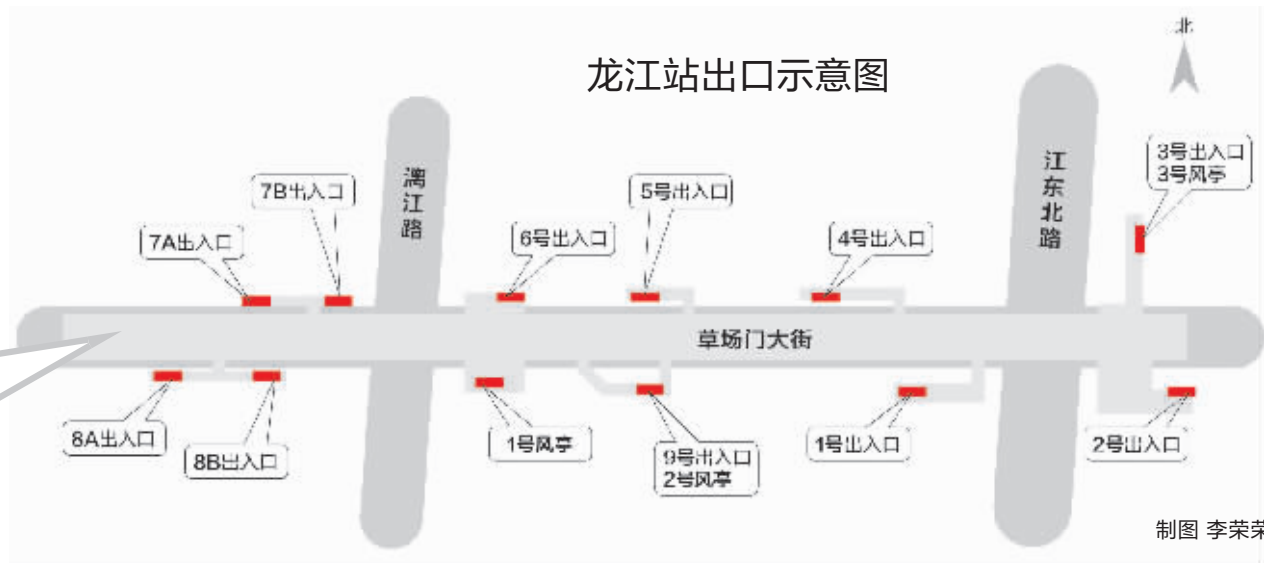 北
龙江站出口示意图
漓
江
路
江
东
北
路
3号出入口
3号风亭
7B出入口
5号出入口
7A出入口
6号出入口
4号出入口
草场门大街
8A出入口
8B出入口
1号风亭
9号出入口
2号风亭
1号出入口
2号出入口
制图 李荣荣